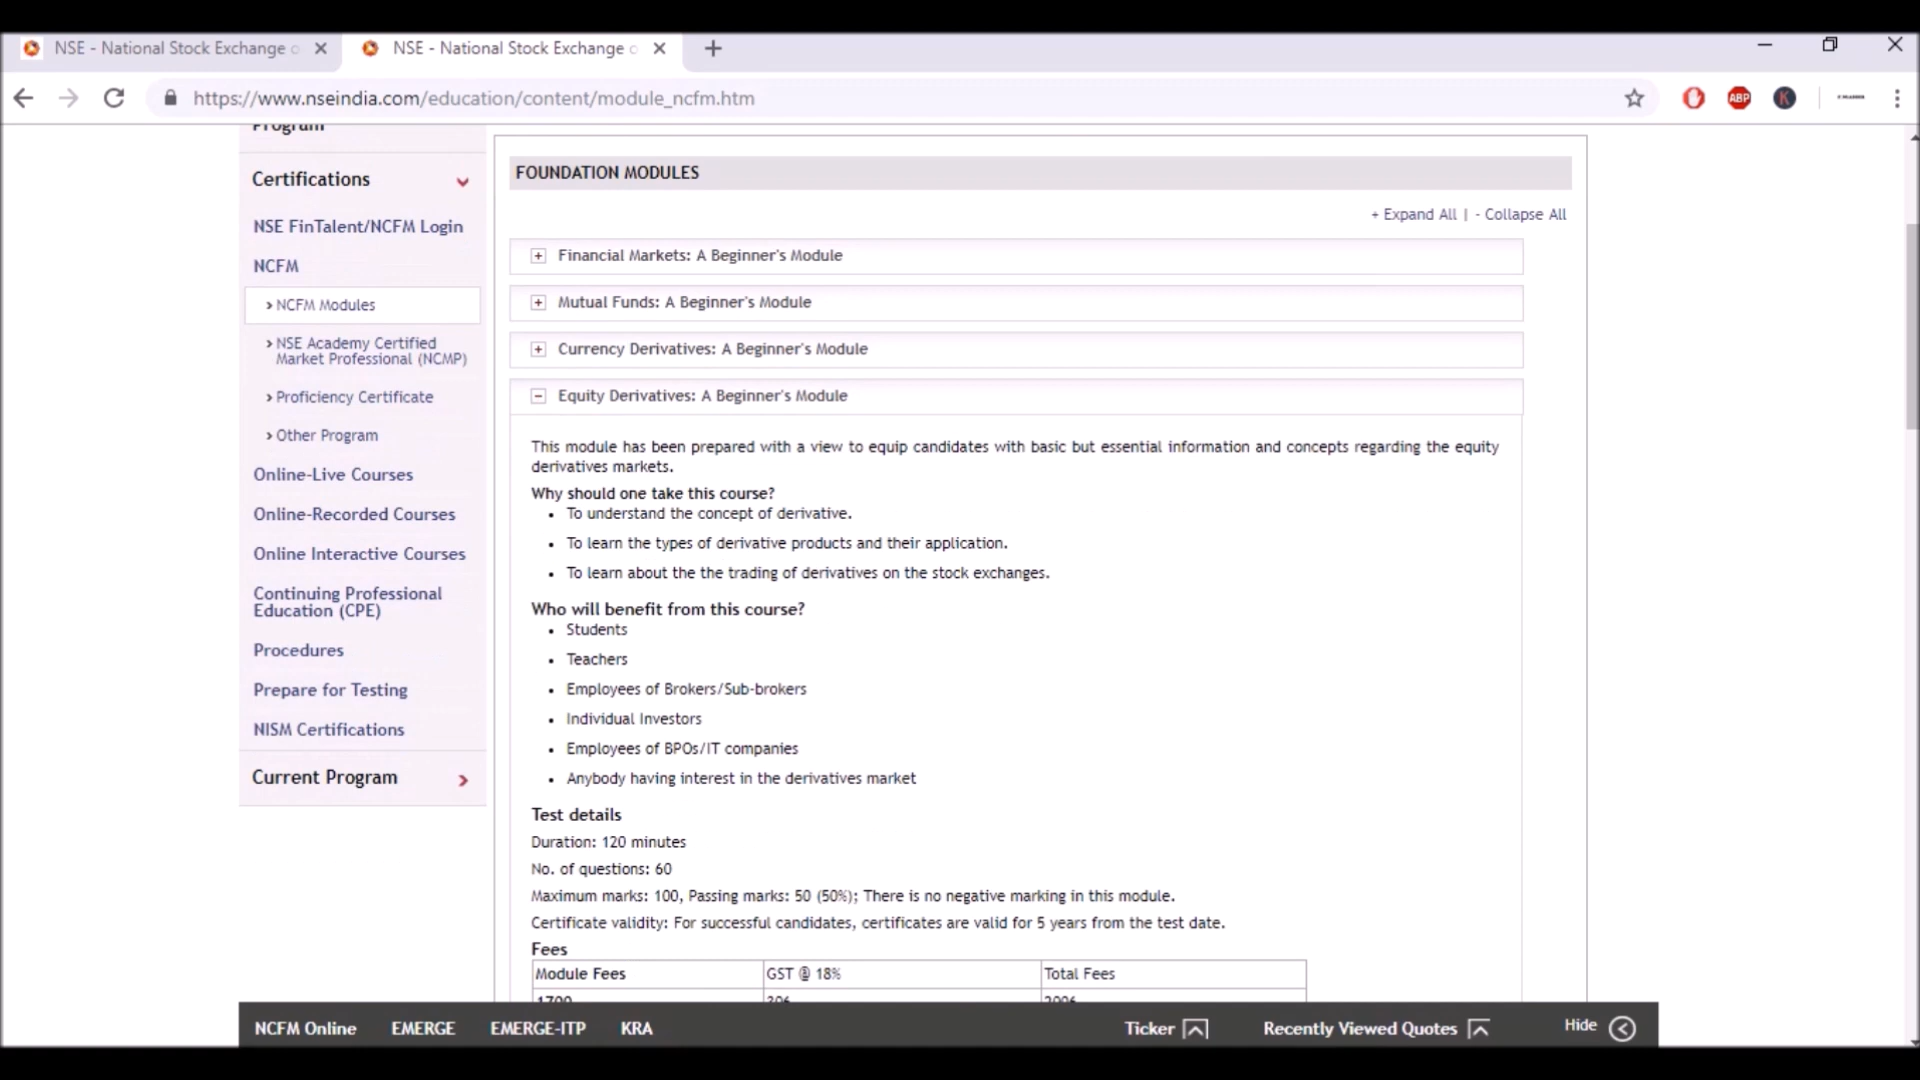 NSE - National Stock Exchange o
NSE - National Stock Exchange o
https://www.nseindia.com/education/content/module_ncfm.htm
ABP
K
Program
Certifications
NSE FinTalent/NCFM Login
NCFM
NCFM Modules
NSE Academy Certified
Market Professional (NCMP)
Proficiency Certificate
Other Program
Online-Live Courses
Online-Recorded Courses
Online Interactive Courses
Continuing Professional
Education (CPE)
Procedures
Prepare for Testing
NISM Certifications
Current Program
FOUNDATION MODULES
+ Expand All | - Collapse All
Financial Markets: A Beginner's Module
Mutual Funds: A Beginner's Module
Currency Derivatives: A Beginner's Module
Equity Derivatives: A Beginner's Module
This module has been prepared with a view to equip candidates with basic but essential information and concepts regarding the equity
derivatives markets.
Why should one take this course?
• To understand the concept of derivative.
• To learn the types of derivative products and their application.
• To learn about the the trading of derivatives on the stock exchanges.
Who will benefit from this course?
• Students
• Teachers
• Employees of Brokers/Sub-brokers
• Individual Investors
• Employees of BPOs/IT companies
• Anybody having interest in the derivatives market
Test details
Duration: 120 minutes
No. of questions: 60
Maximum marks: 100, Passing marks: 50 (50%); There is no negative marking in this module.
Certificate validity: For successful candidates, certificates are valid for 5 years from the test date.
Fees
Module Fees GST @ 18% Total Fees
1700 306 2006
NCFM Online EMERGE EMERGE-ITP KRA Ticker Recently Viewed Quotes Hide